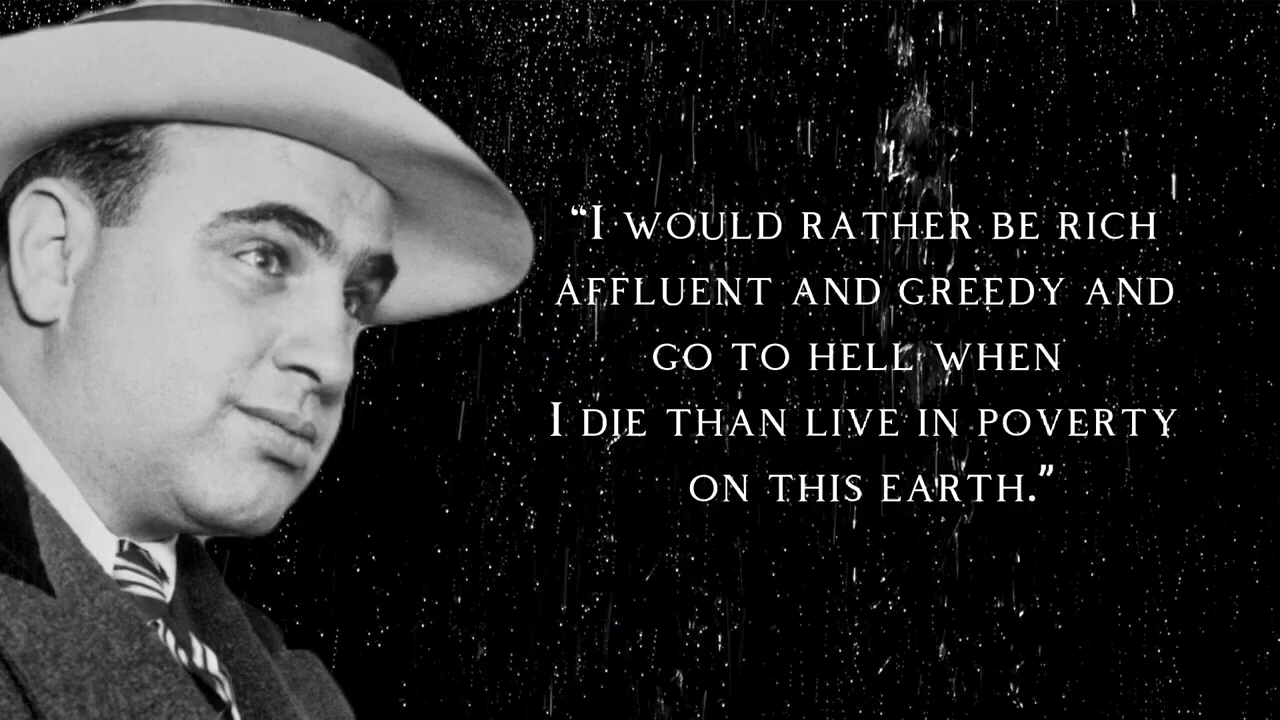 “I WOULD RATHER BE RICH
AFFLUENT AND GREEDY AND
GO TO HELL WHEN
I DIE THAN LIVE IN POVERTY
ON THIS EARTH.”